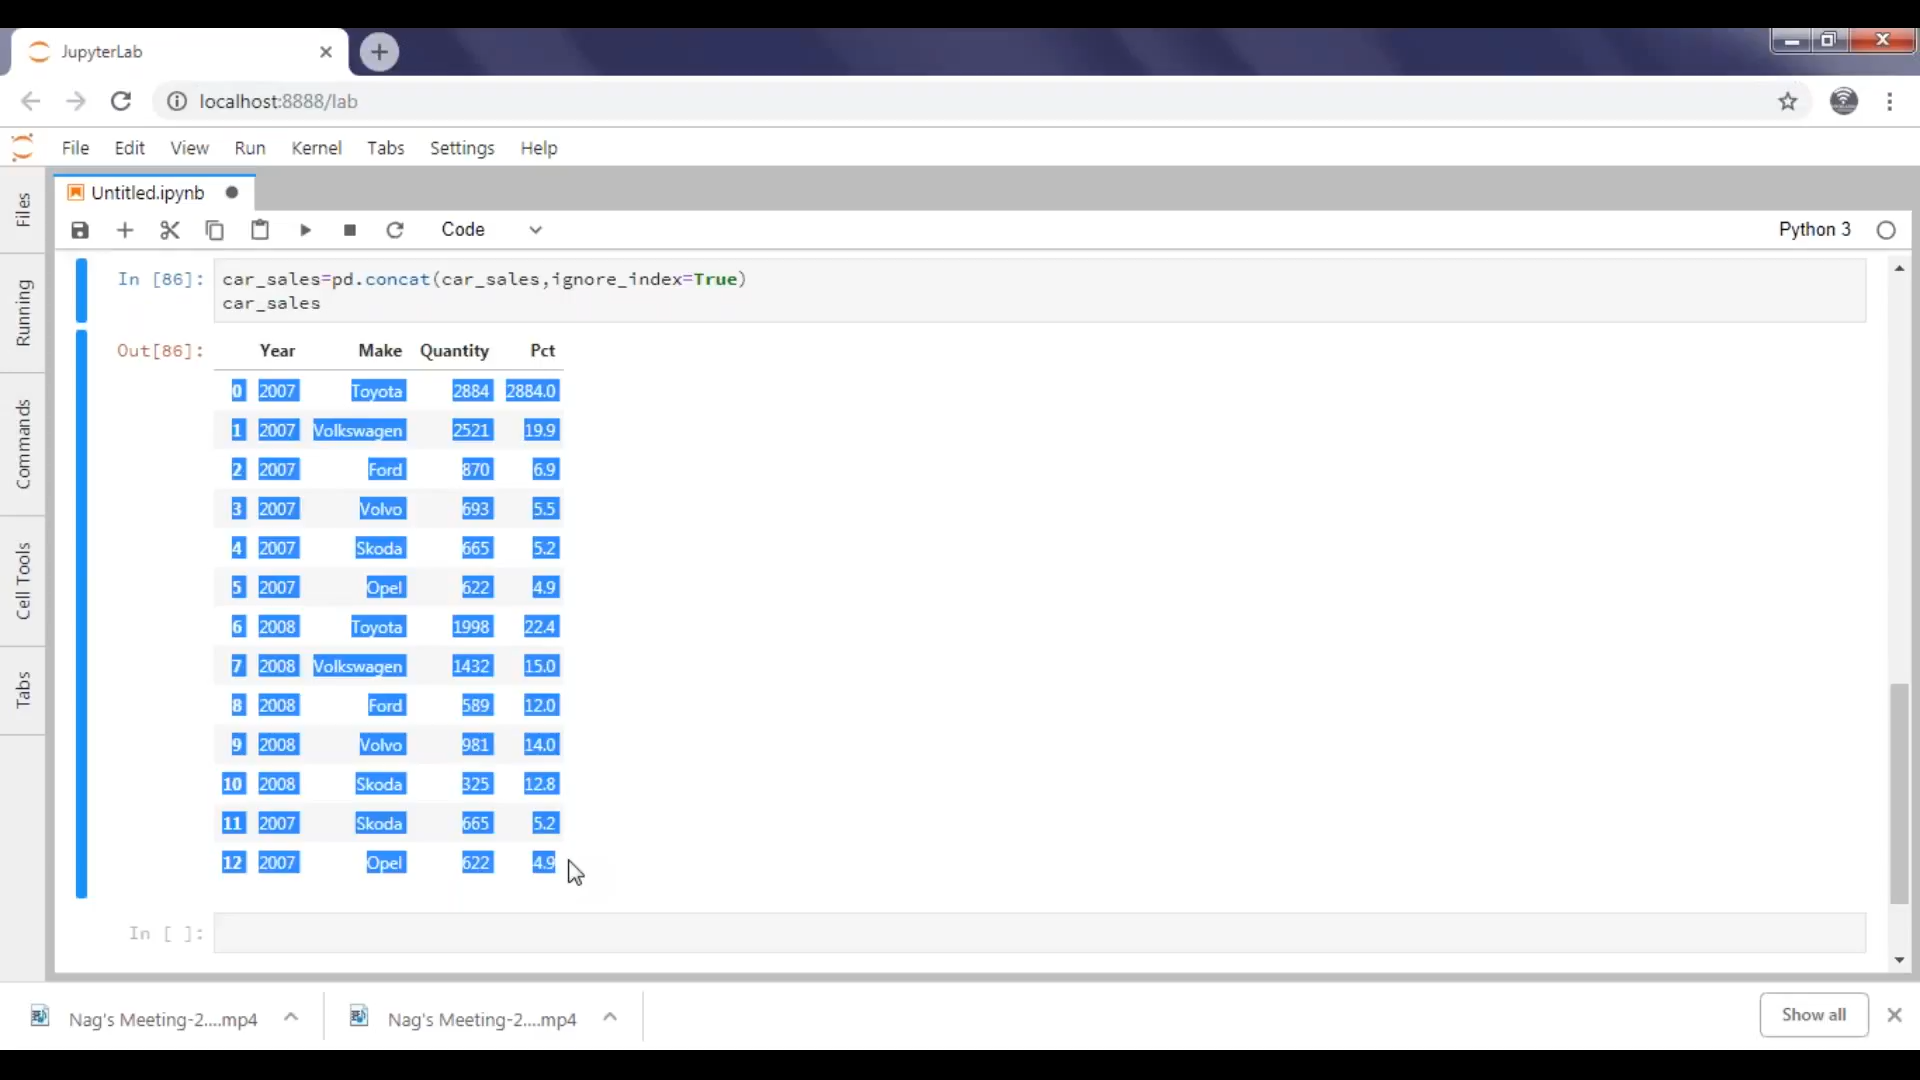 JupyterLab
localhost:8888/lab
File Edit View Run Kernel Tabs Settings Help
Untitled.ipynb
Code
Python 3
Files
Running
Commands
Cell Tools
Tabs
In [86]: car_sales=pd.concat(car_sales,ignore_index=True)
car_sales
Out[86]: Year Make Quantity Pct
0 2007 Toyota 2884 2884.0
1 2007 Volkswagen 2521 19.9
2 2007 Ford 870 6.9
3 2007 Volvo 693 5.5
4 2007 Skoda 665 5.2
5 2007 Opel 622 4.9
6 2008 Toyota 1998 22.4
7 2008 Volkswagen 1432 15.0
8 2008 Ford 589 12.0
9 2008 Volvo 981 14.0
10 2008 Skoda 325 12.8
11 2007 Skoda 665 5.2
12 2007 Opel 622 4.9
In [ ]:
Nag's Meeting-2....mp4 Nag's Meeting-2....mp4 Show all